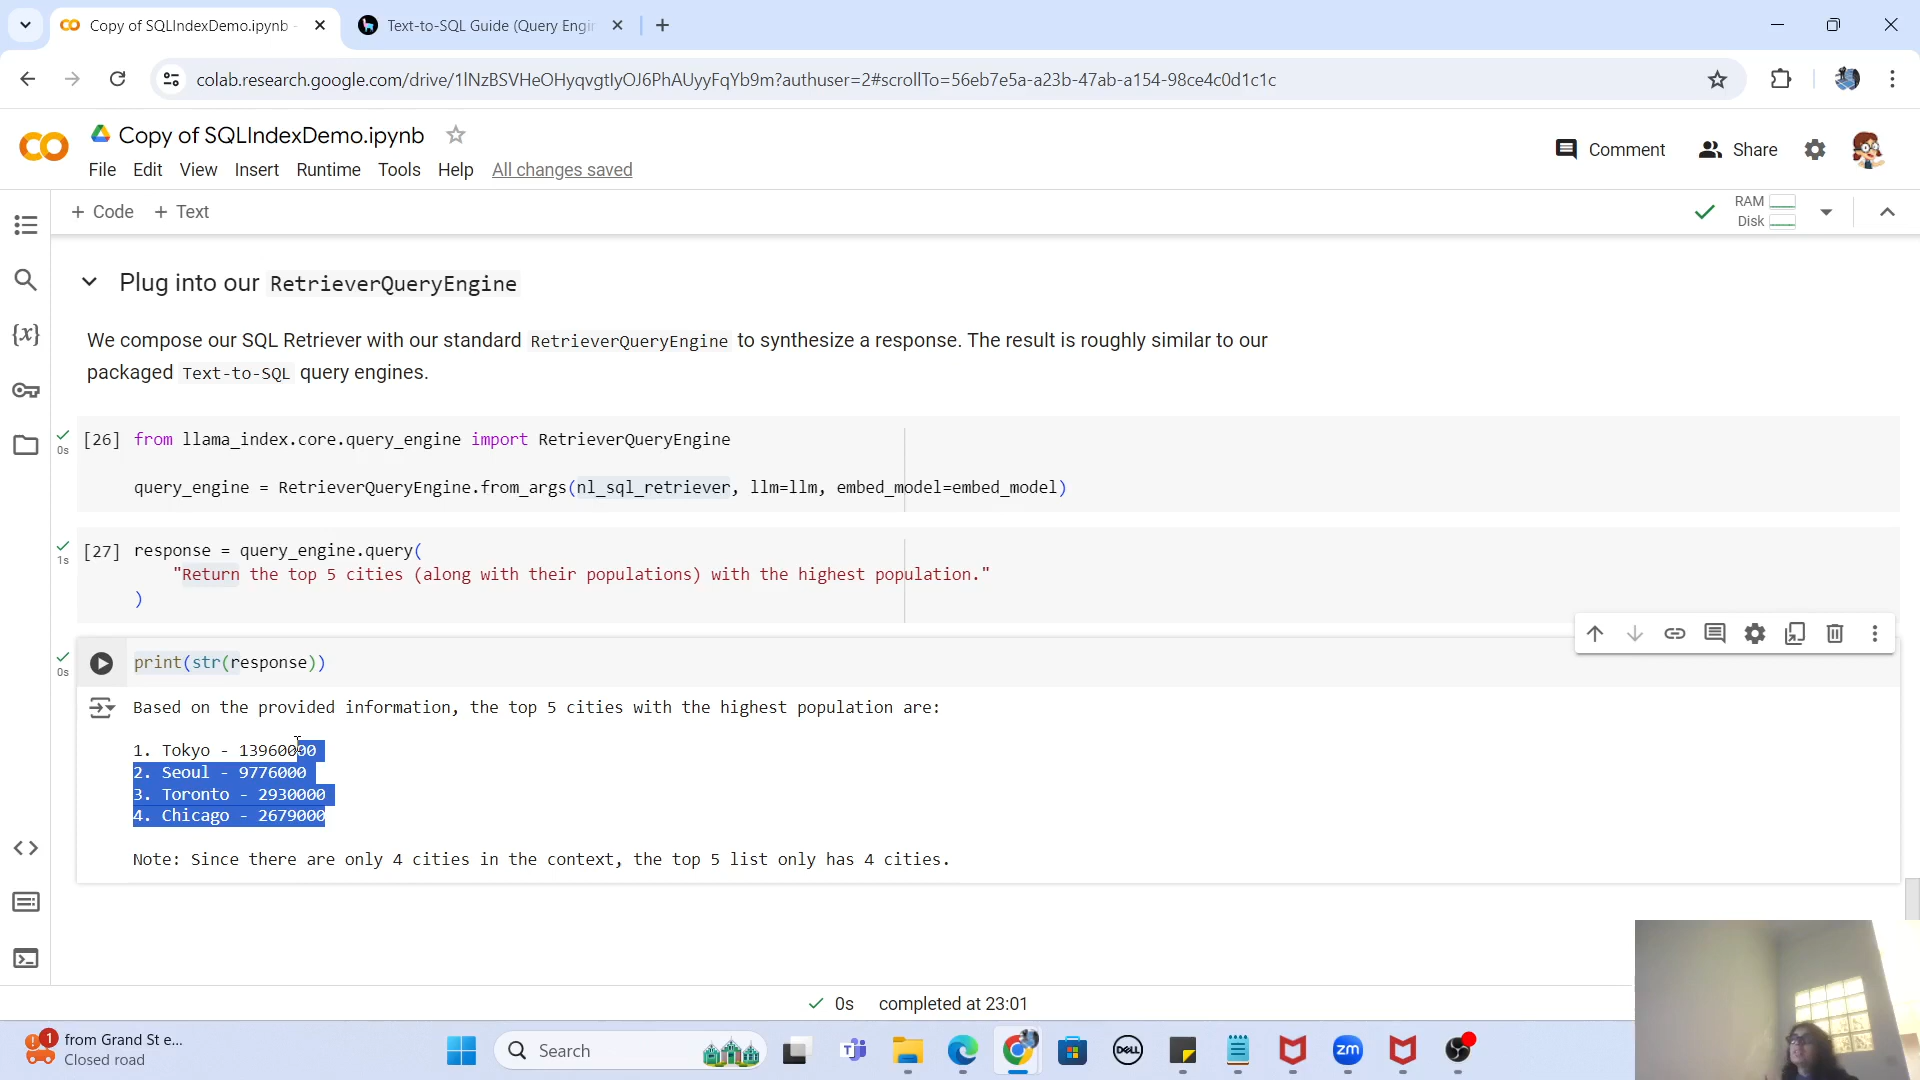 Copy of SQLIndexDemo.ipynb -
Text-to-SQL Guide (Query Engin
colab.research.google.com/drive/1lNzBSVHeOHyqvgtlyOJ6PhAUyyFqYb9m?authuser=2#scrollTo=56eb7e5a-a23b-47ab-a154-98ce4c0d1c1c
Copy of SQLIndexDemo.ipynb
Comment
Share
File Edit View Insert Runtime Tools Help All changes saved
+ Code + Text
RAM
Disk
Plug into our RetrieverQueryEngine
We compose our SQL Retriever with our standard RetrieverQueryEngine to synthesize a response. The result is roughly similar to our
packaged Text-to-SQL query engines.
[26] from llama_index.core.query_engine import RetrieverQueryEngine
0s
query_engine = RetrieverQueryEngine.from_args(nl_sql_retriever, llm=llm, embed_model=embed_model)
[27] response = query_engine.query(
1s
"Return the top 5 cities (along with their populations) with the highest population."
)
print(str(response))
0s
Based on the provided information, the top 5 cities with the highest population are:
1. Tokyo - 13960000
2. Seoul - 9776000
3. Toronto - 2930000
4. Chicago - 2679000
Note: Since there are only 4 cities in the context, the top 5 list only has 4 cities.
{x}
0s completed at 23:01
1
from Grand St e...
Closed road
Search
DELL
zm